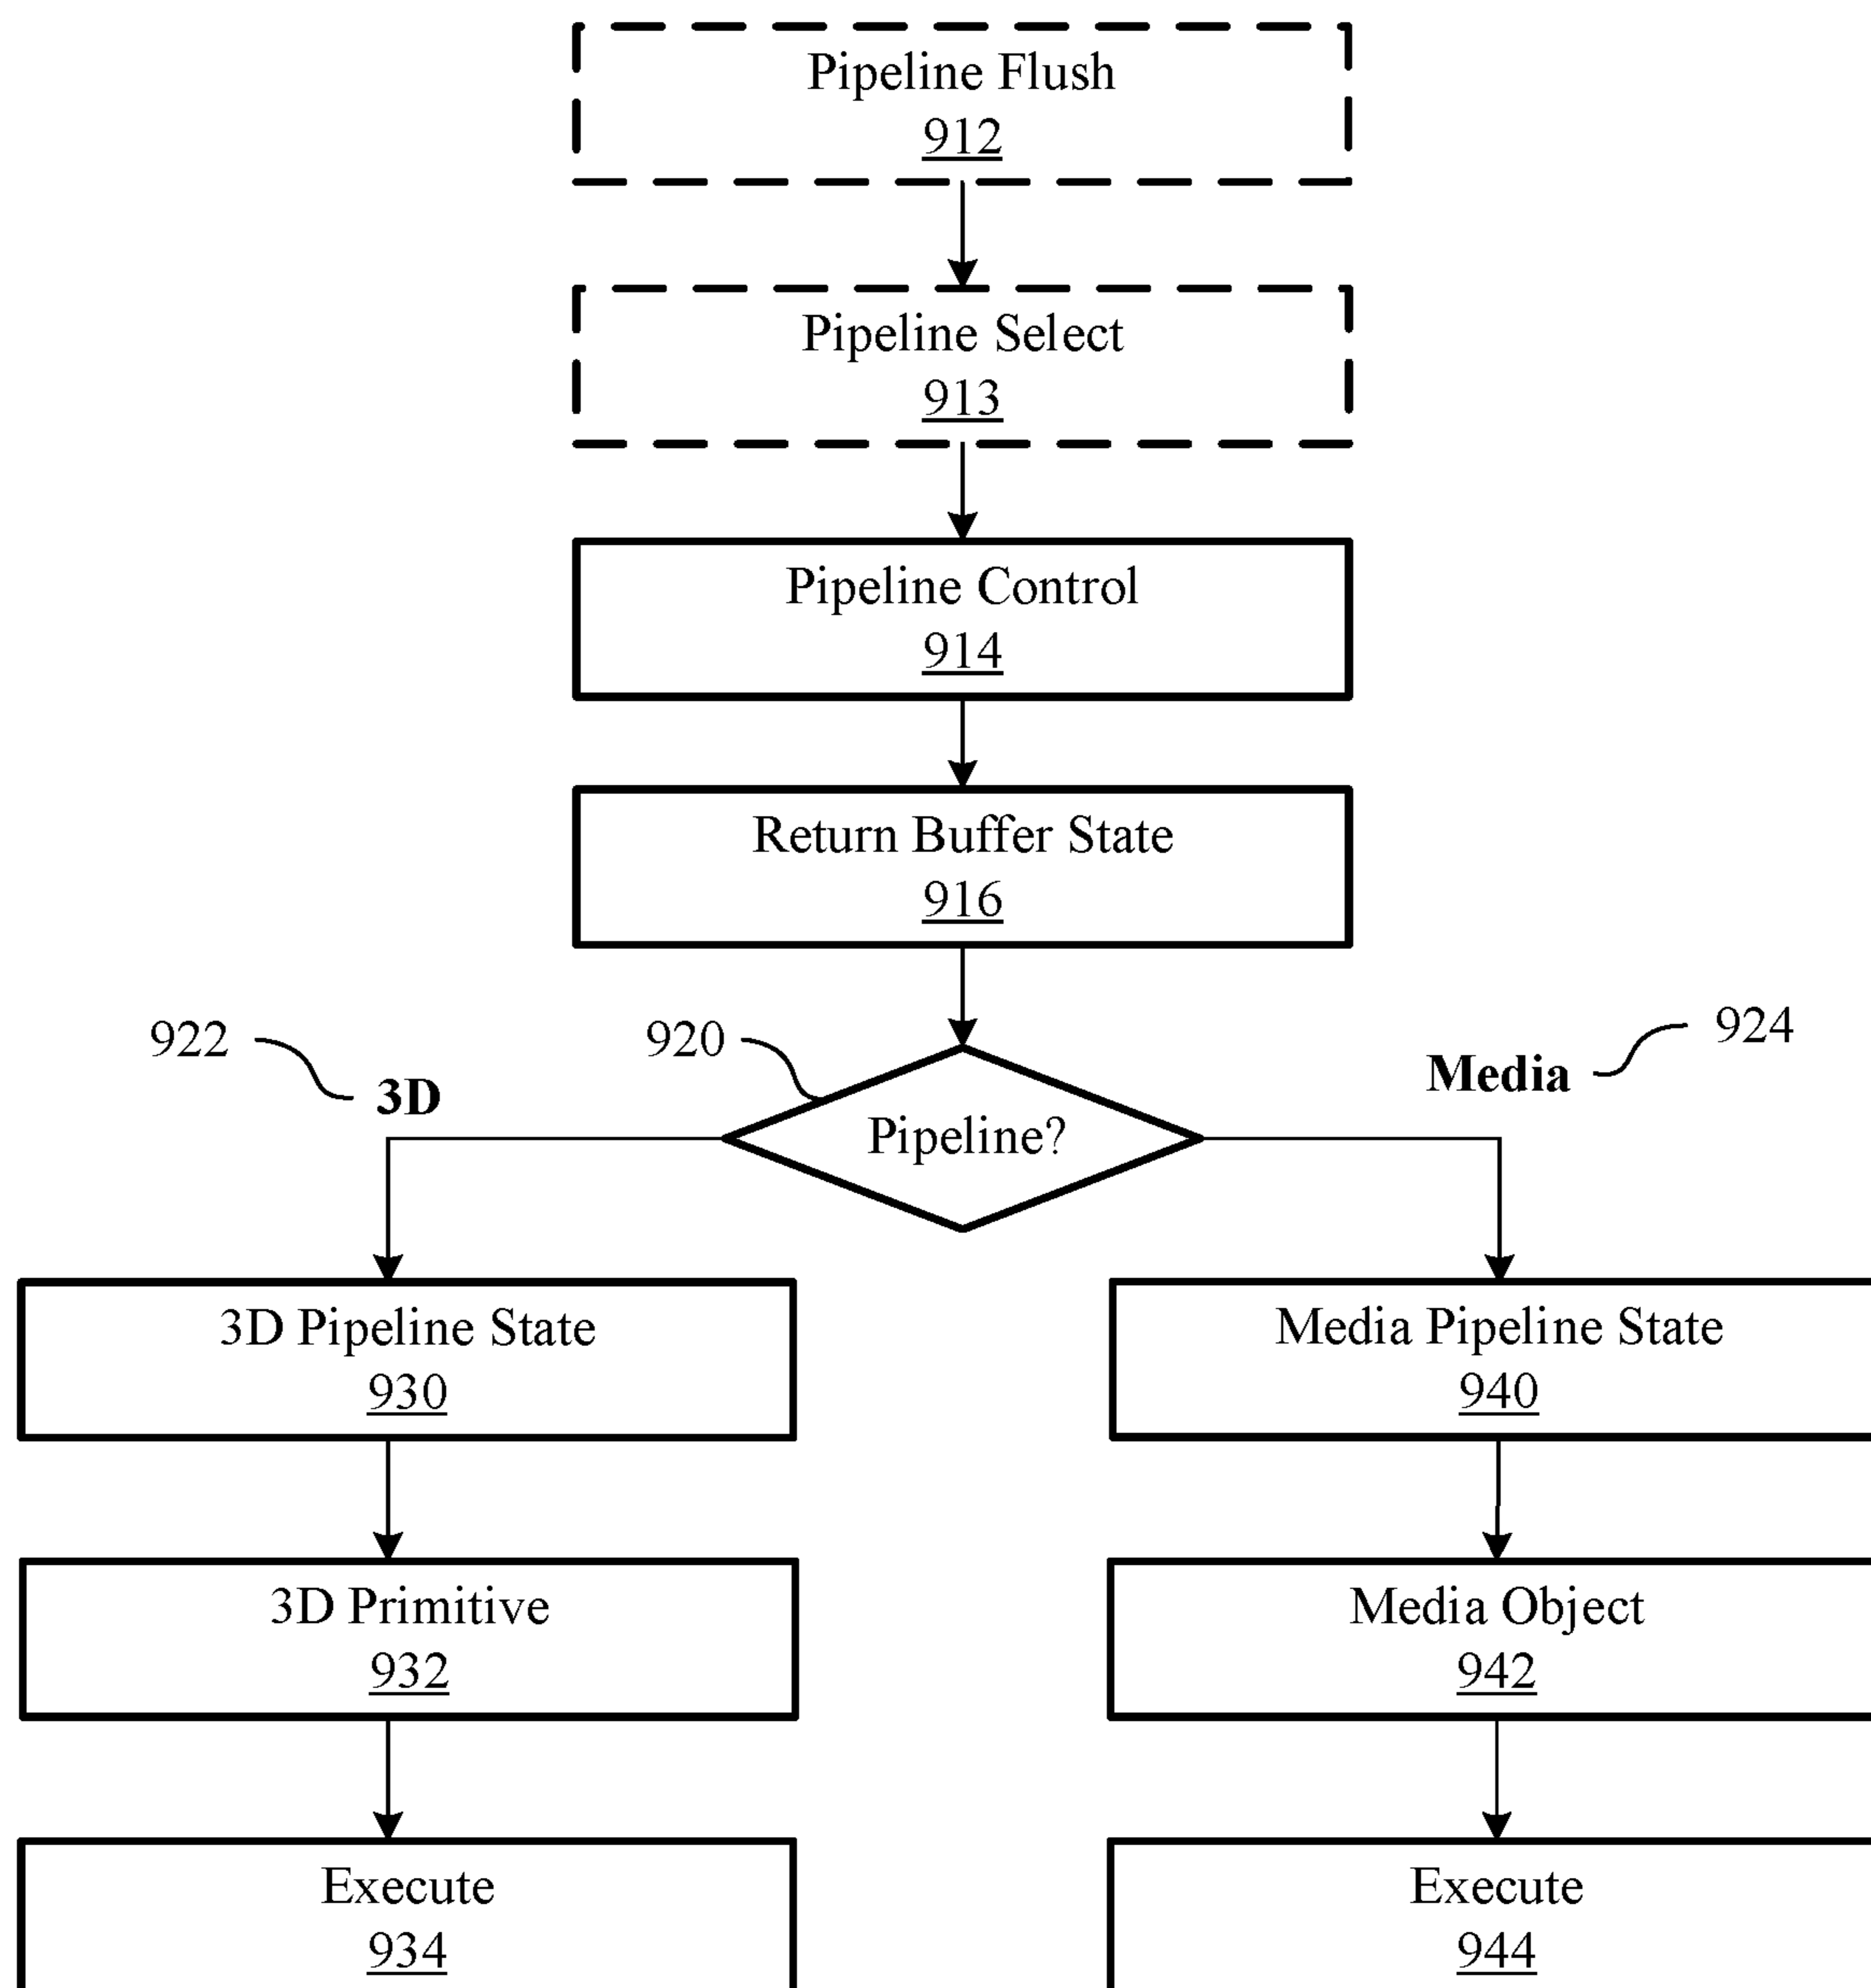 Pipeline Flush
912
Pipeline Select
913
Pipeline Control
914
Return Buffer State
916
922
920
924
3D
Media
Pipeline?
3D Pipeline State
930
Media Pipeline State
940
3D Primitive
932
Media Object
942
Execute
934
Execute
944